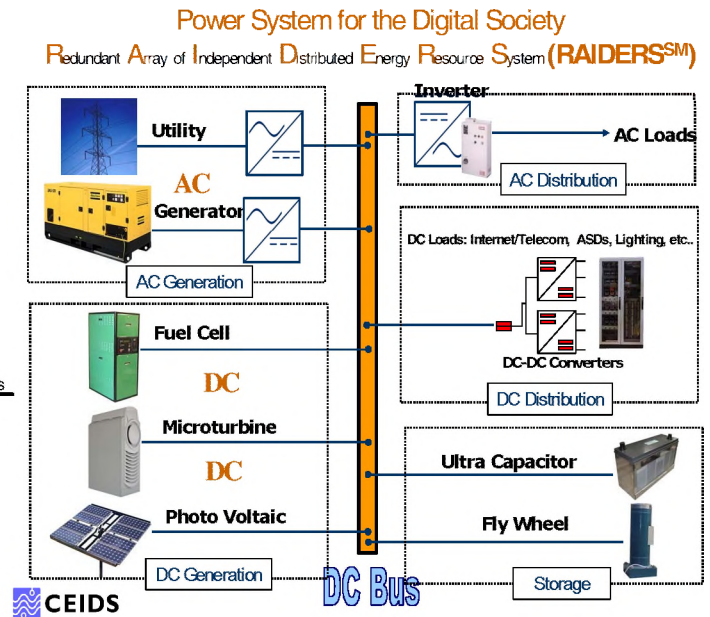 Power System for the Digital Society
Redundant Array of Independent Distributed Energy Resource System (RAIDERS℠)
Utility
AC
Generator
AC Generation
Inverter
AC Loads
AC Distribution
DC Loads: Internet/Telecom, ASDs, Lighting, etc..
DC-DC Converters
DC Distribution
Fuel Cell
DC
Microturbine
DC
Photo Voltaic
DC Generation
Ultra Capacitor
Fly Wheel
Storage
DC Bus
s
CEIDS